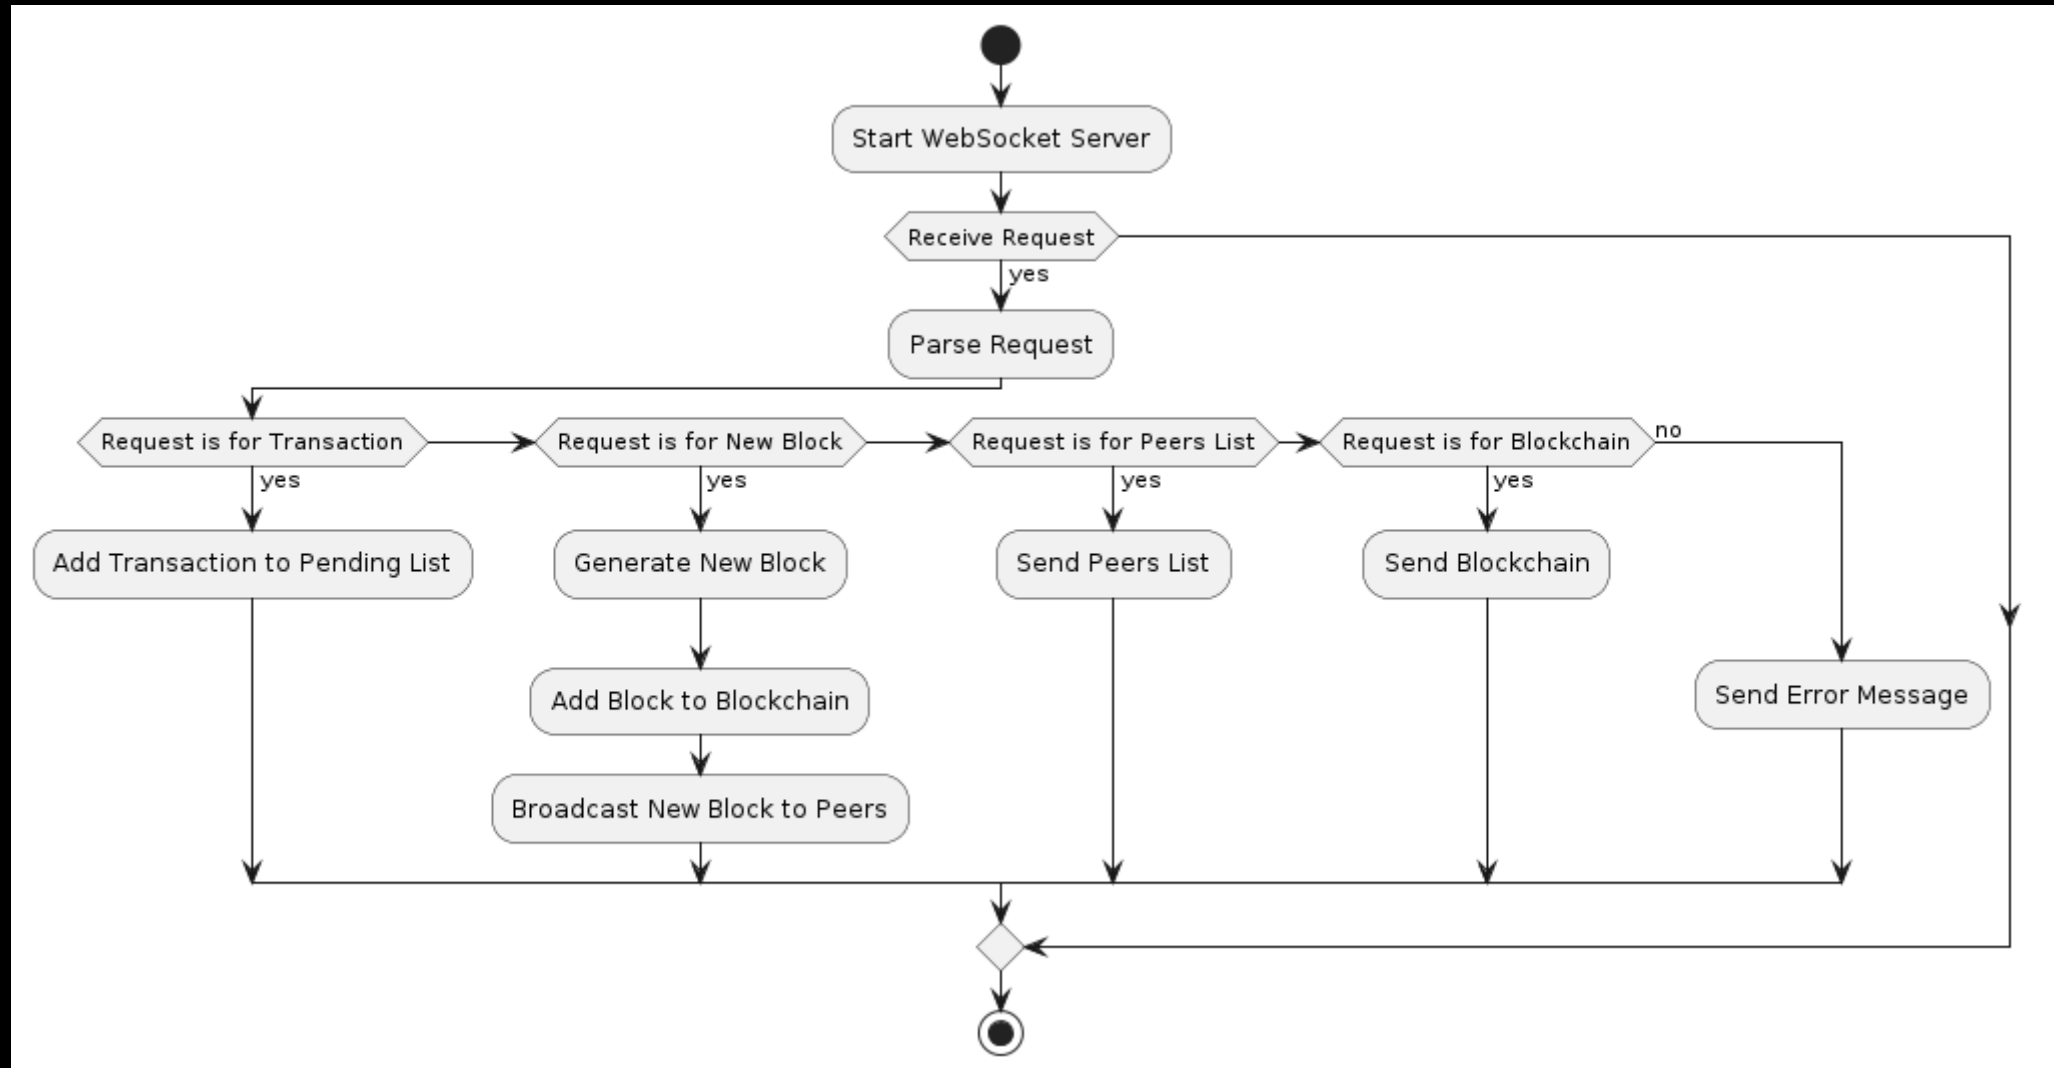 Start WebSocket Server
Receive Request
yes
Parse Request
Request is for Transaction
Request is for New Block
Request is for Peers List
Request is for Blockchain
no
yes
yes
yes
yes
Add Transaction to Pending List
Generate New Block
Send Peers List
Send Blockchain
Send Error Message
Add Block to Blockchain
Broadcast New Block to Peers